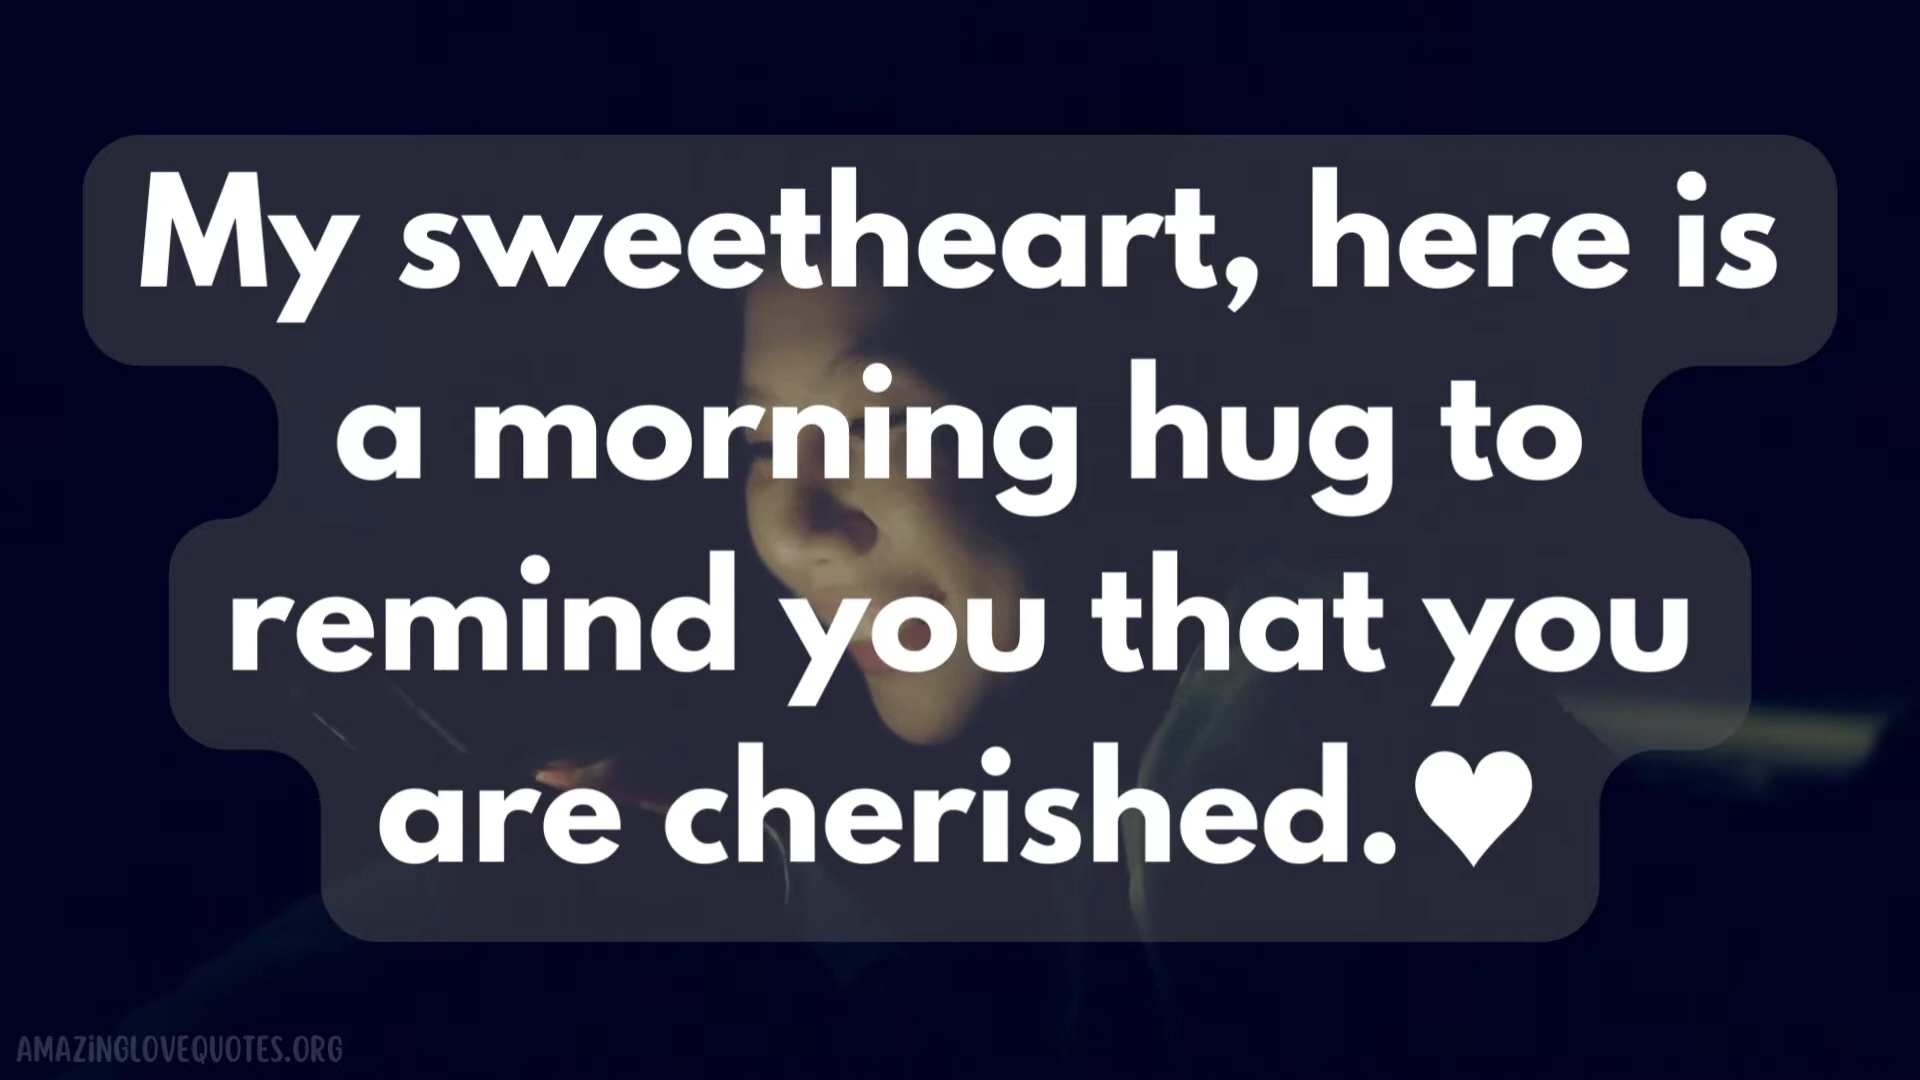 My sweetheart, here is
a morning hug to
remind you that you
are cherished.♥
AMAZiNGLOVEQUOTES.ORG